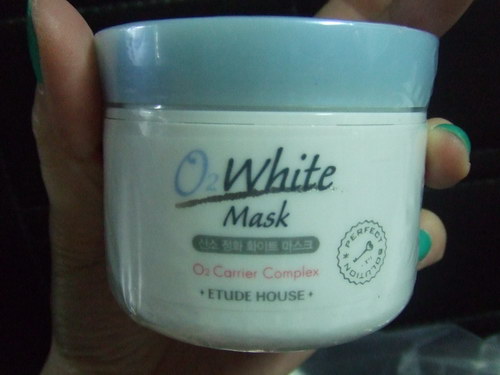 O2 White
Mask
산소 정화 화이트 마스크
O2 Carrier Complex
• ETUDE HOUSE •
PERFECT SOLUTION